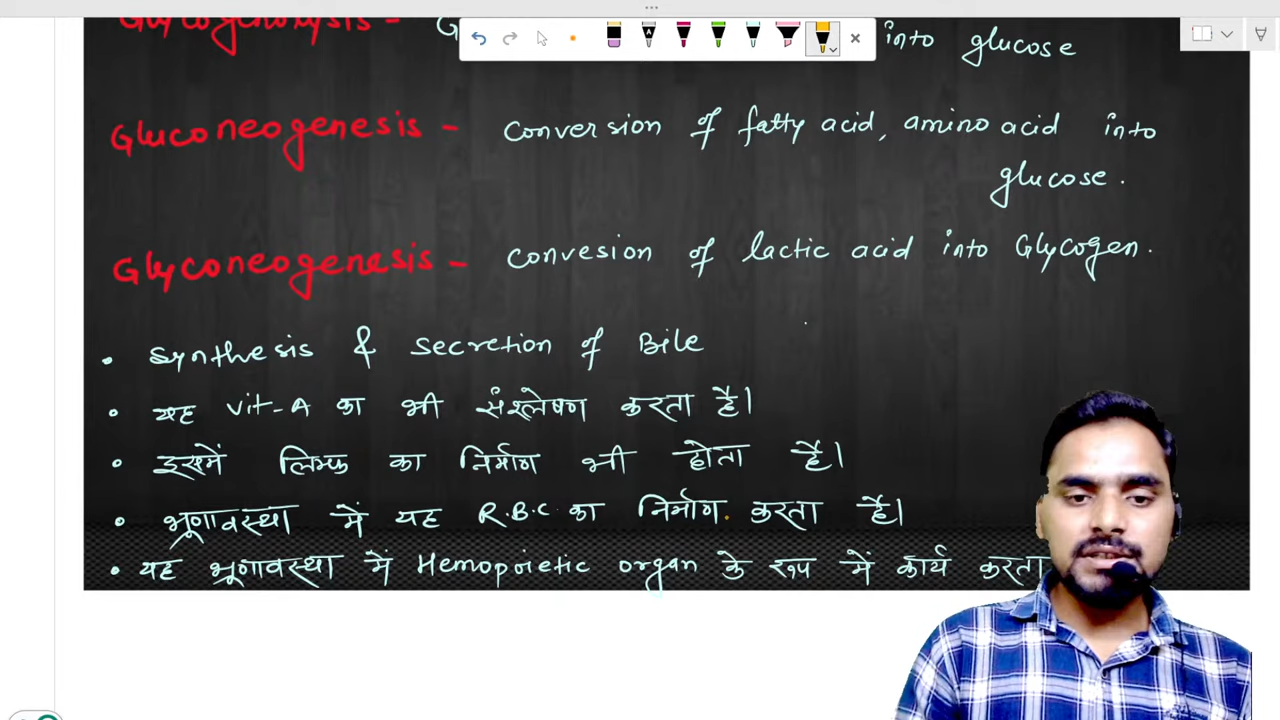 Glycogenolysis - G into glucose
Gluconeogenesis - conversion of fatty acid, amino acid into
glucose.
Glyconeogenesis - convesion of lactic acid into Glycogen.
• Synthesis & secretion of Bile
• यह vit-A का भी संश्लेषण करता है।
• इसमें लिम्फ का निर्माण भी होता है।
• भ्रूणावस्था में यह R.B.C का निर्माण करता है।
• यह भ्रूणावस्था में Hemopoietic organ के रूप में कार्य करता